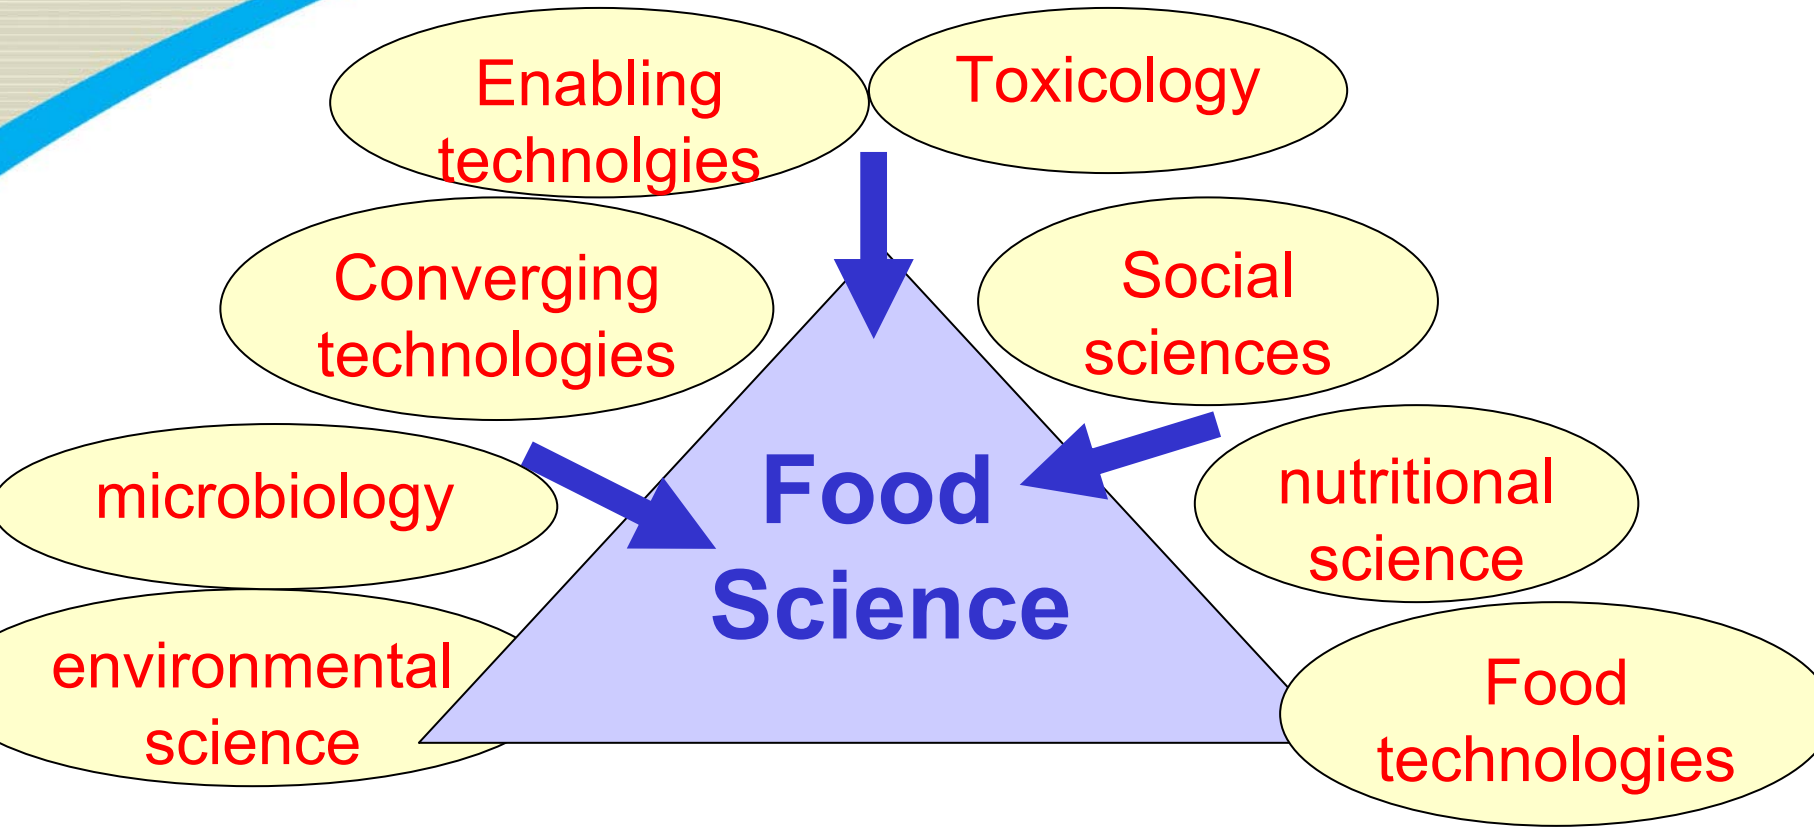 Enabling
technolgies
Toxicology
Converging
technologies
Social
sciences
microbiology
Food
Science
nutritional
science
environmental
science
Food
technologies